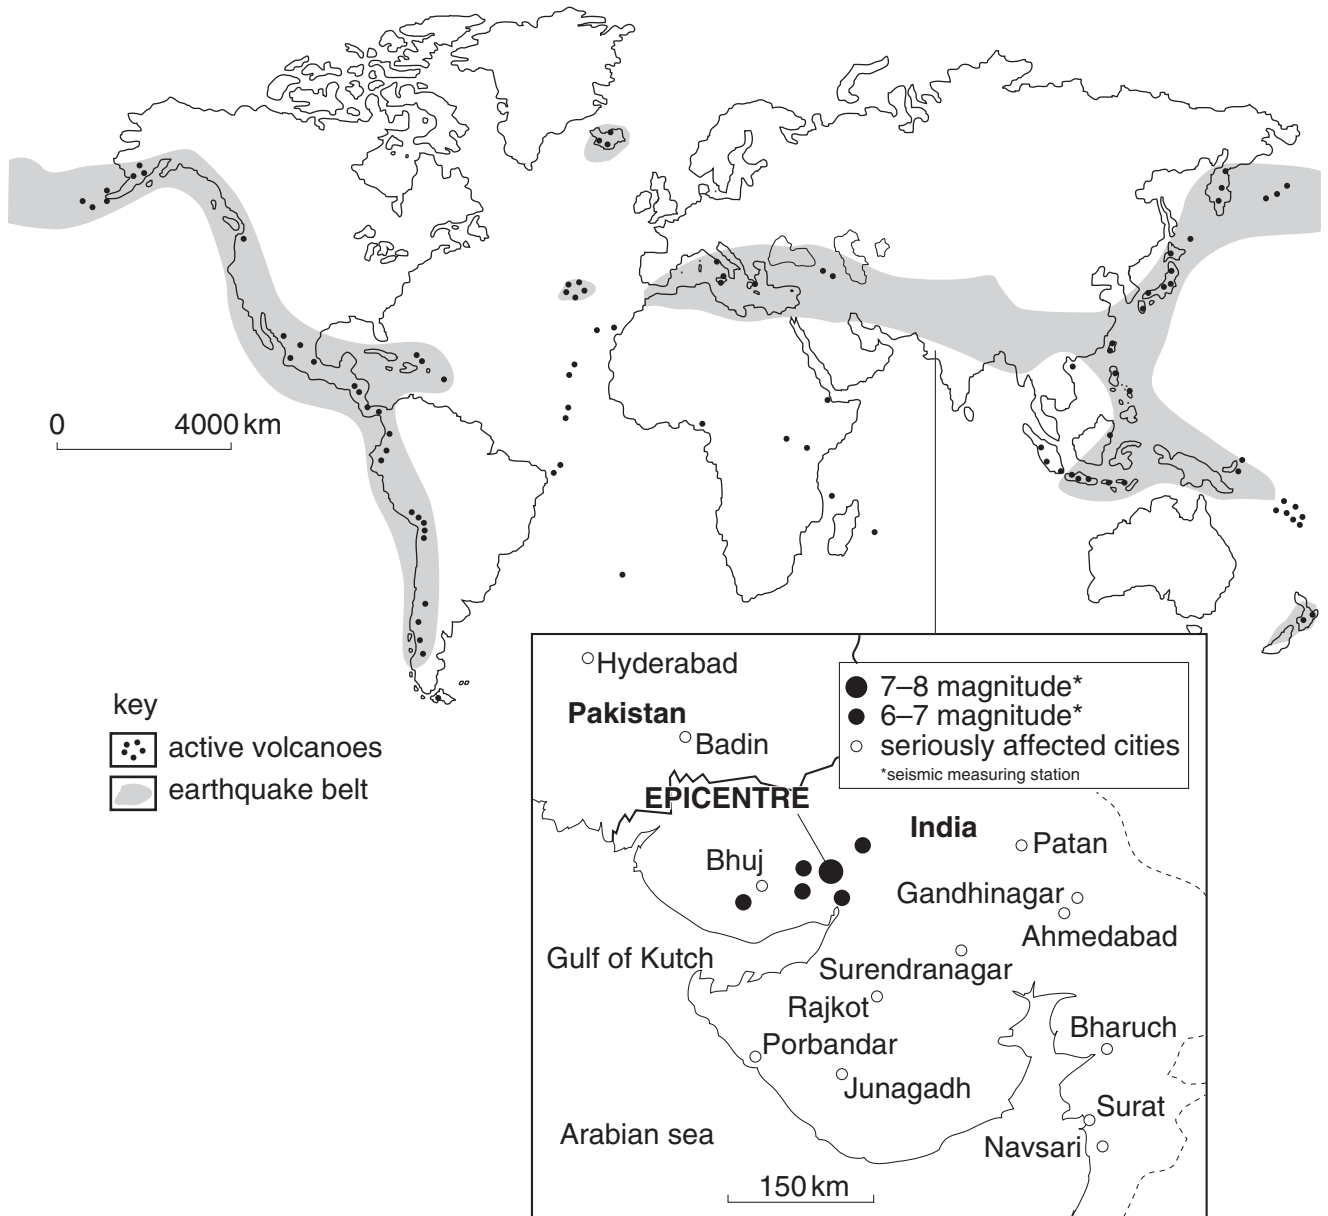 0 4000 km
key
active volcanoes
earthquake belt
Hyderabad
Pakistan
Badin
7–8 magnitude*
6–7 magnitude*
seriously affected cities
*seismic measuring station
EPICENTRE
India
Patan
Bhuj
Gandhinagar
Ahmedabad
Gulf of Kutch
Surendranagar
Rajkot
Bharuch
Porbandar
Junagadh
Surat
Arabian sea
Navsari
150 km